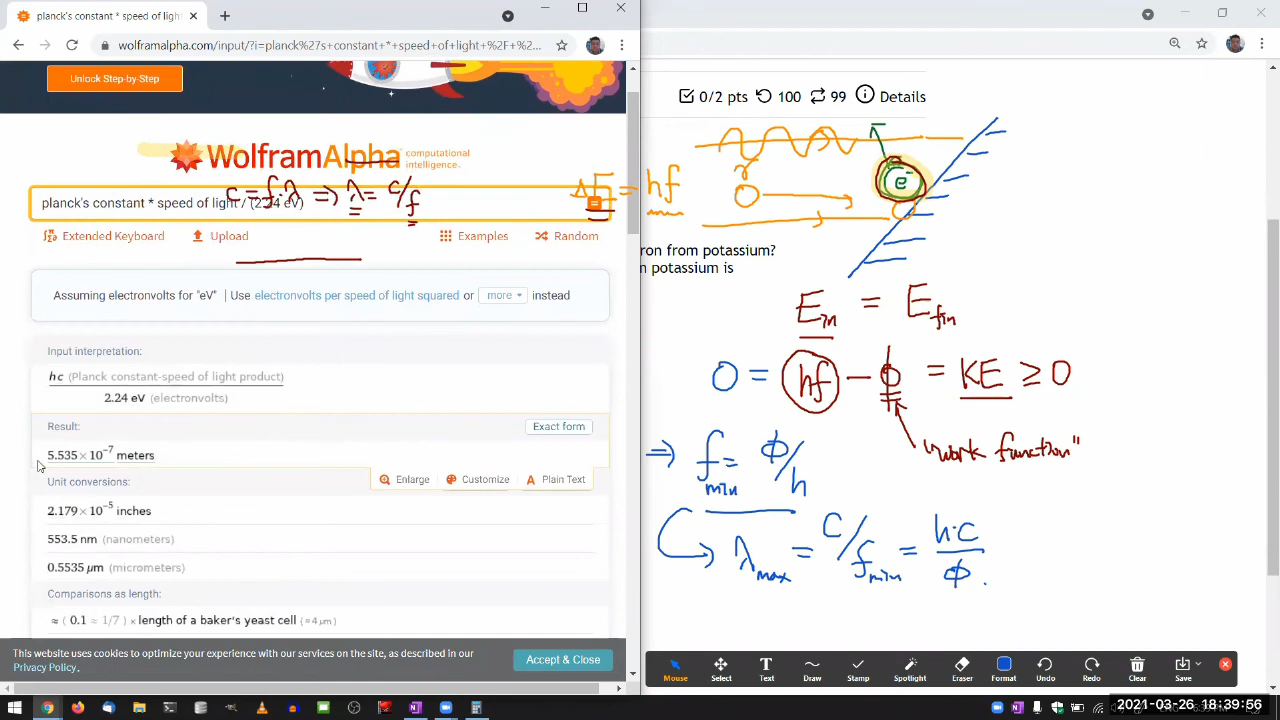 planck's constant * speed of ligh
wolframalpha.com/input/?i=planck%27s+constant+*+speed+of+light+%2F+%2...
Unlock Step-by-Step
WolframAlpha computational intelligence.
c = f·λ ⇒ λ = c/f
planck's constant * speed of light / (2.24 eV)
Extended Keyboard Upload Examples Random
Assuming electronvolts for "eV" | Use electronvolts per speed of light squared or more instead
Input interpretation:
hc (Planck constant-speed of light product)
2.24 eV (electronvolts)
Result:
Exact form
5.535×10⁻⁷ meters
Enlarge Customize A Plain Text
Unit conversions:
2.179×10⁻⁵ inches
553.5 nm (nanometers)
0.5535 μm (micrometers)
Comparisons as length:
≈ ( 0.1 ≈ 1/7 ) × length of a baker's yeast cell ( ≈ 4 μm )
This website uses cookies to optimize your experience with our services on the site, as described in our
Privacy Policy.
Accept & Close
0/2 pts 100 99 Details
γ
e⁻
ΔE = hf
min
ron from potassium?
m potassium is
E_in = E_fin
0 = hf − ϕ = KE ≥ 0
"work function"
⇒ f_min = ϕ/h
λ_max = c/f_min = h·c/ϕ.
Mouse Select Text Draw Stamp Spotlight Eraser Format Undo Redo Clear Save
2021-03-26 18:39:56